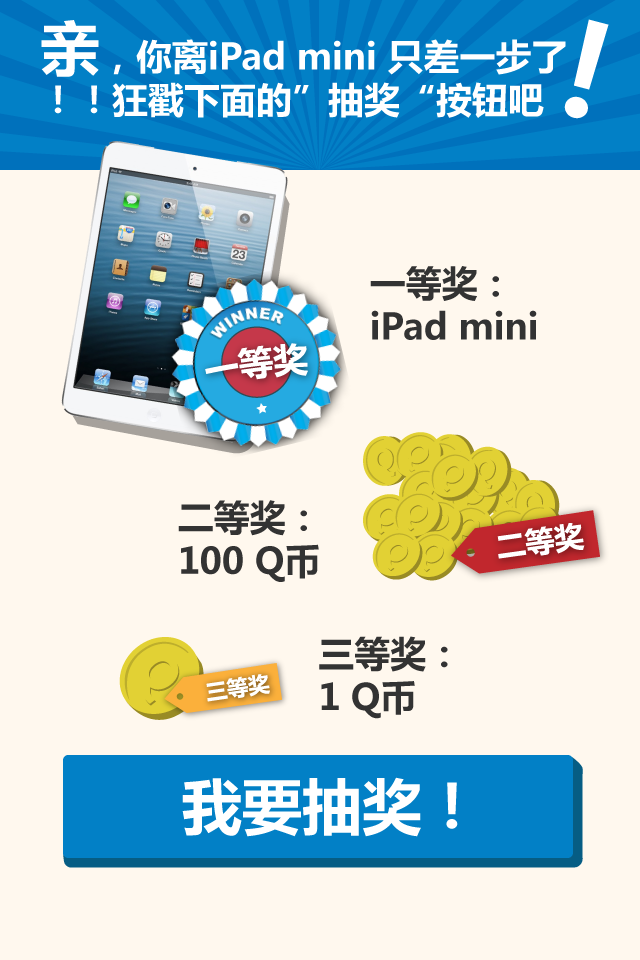 亲，你离iPad mini 只差一步了！
！！狂戳下面的”抽奖“按钮吧
WINNER
一等奖
一等奖：
iPad mini
二等奖：
100 Q币
二等奖
三等奖
三等奖：
1 Q币
我要抽奖！